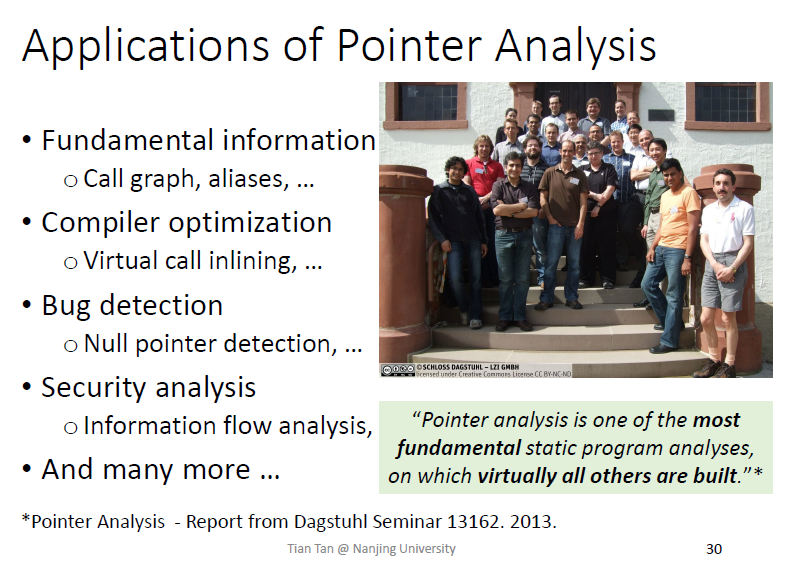 Applications of Pointer Analysis
• Fundamental information
o Call graph, aliases, …
• Compiler optimization
o Virtual call inlining, …
• Bug detection
o Null pointer detection, …
• Security analysis
o Information flow analysis,
• And many more …
© SCHLOSS DAGSTUHL – LZI GMBH
icensed under Creative Commons License CC BY-NC-ND
“Pointer analysis is one of the most
fundamental static program analyses,
on which virtually all others are built.”*
*Pointer Analysis - Report from Dagstuhl Seminar 13162. 2013.
Tian Tan @ Nanjing University
30